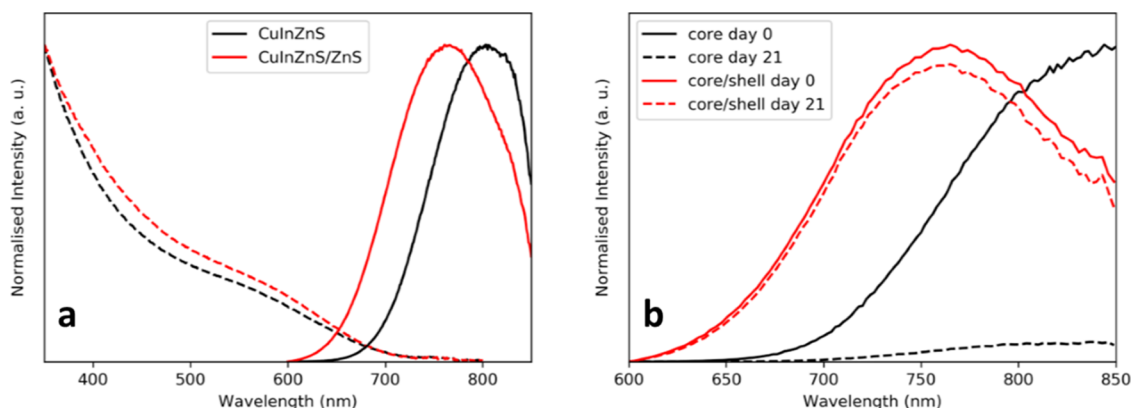 CuInZnS
CuInZnS/ZnS
Normalised Intensity (a. u.)
a
400 500 600 700 800
Wavelength (nm)
core day 0
core day 21
core/shell day 0
core/shell day 21
Normalised Intensity (a. u.)
b
600 650 700 750 800 850
Wavelength (nm)